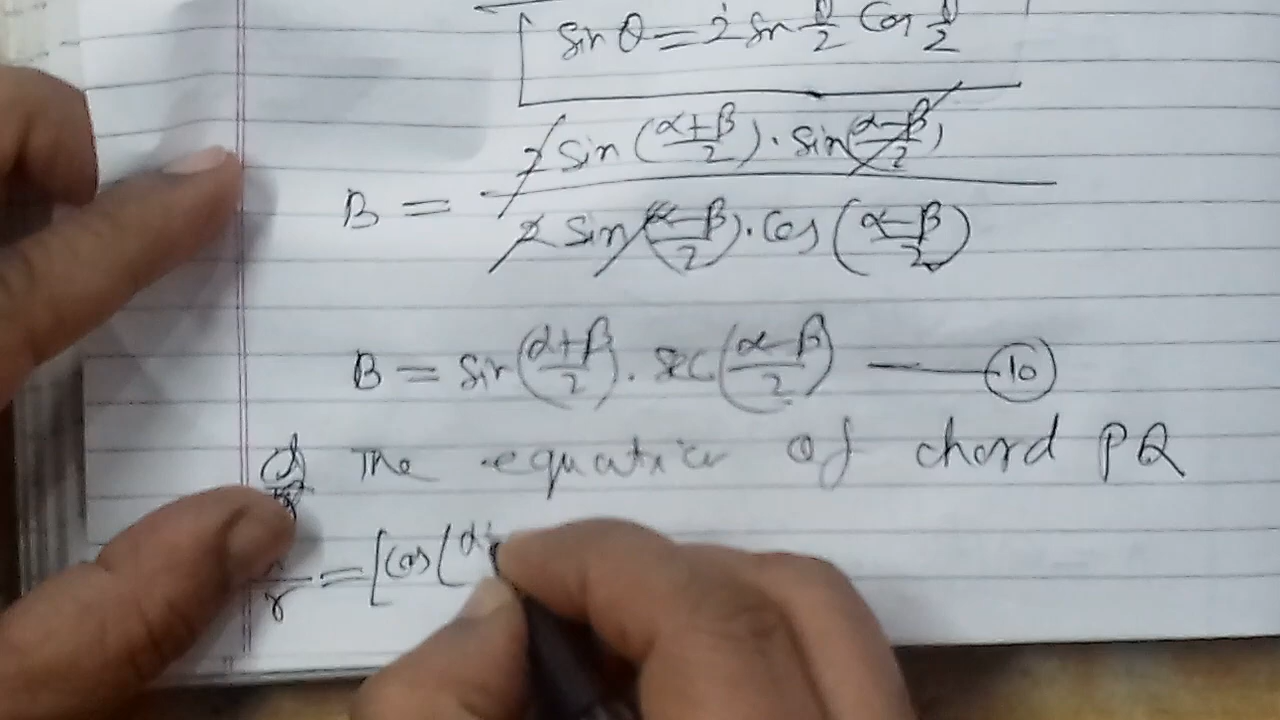 Sin θ = 2 Sin θ/2 Cos θ/2
2 Sin (α+β/2) · Sin (α-β/2)
B = 
2 Sin (α-β/2) · Cos (α-β/2)
B = Sin (α+β/2) · sec (α-β/2) — 10
The equation of chord PQ
/r = [Cos (α+